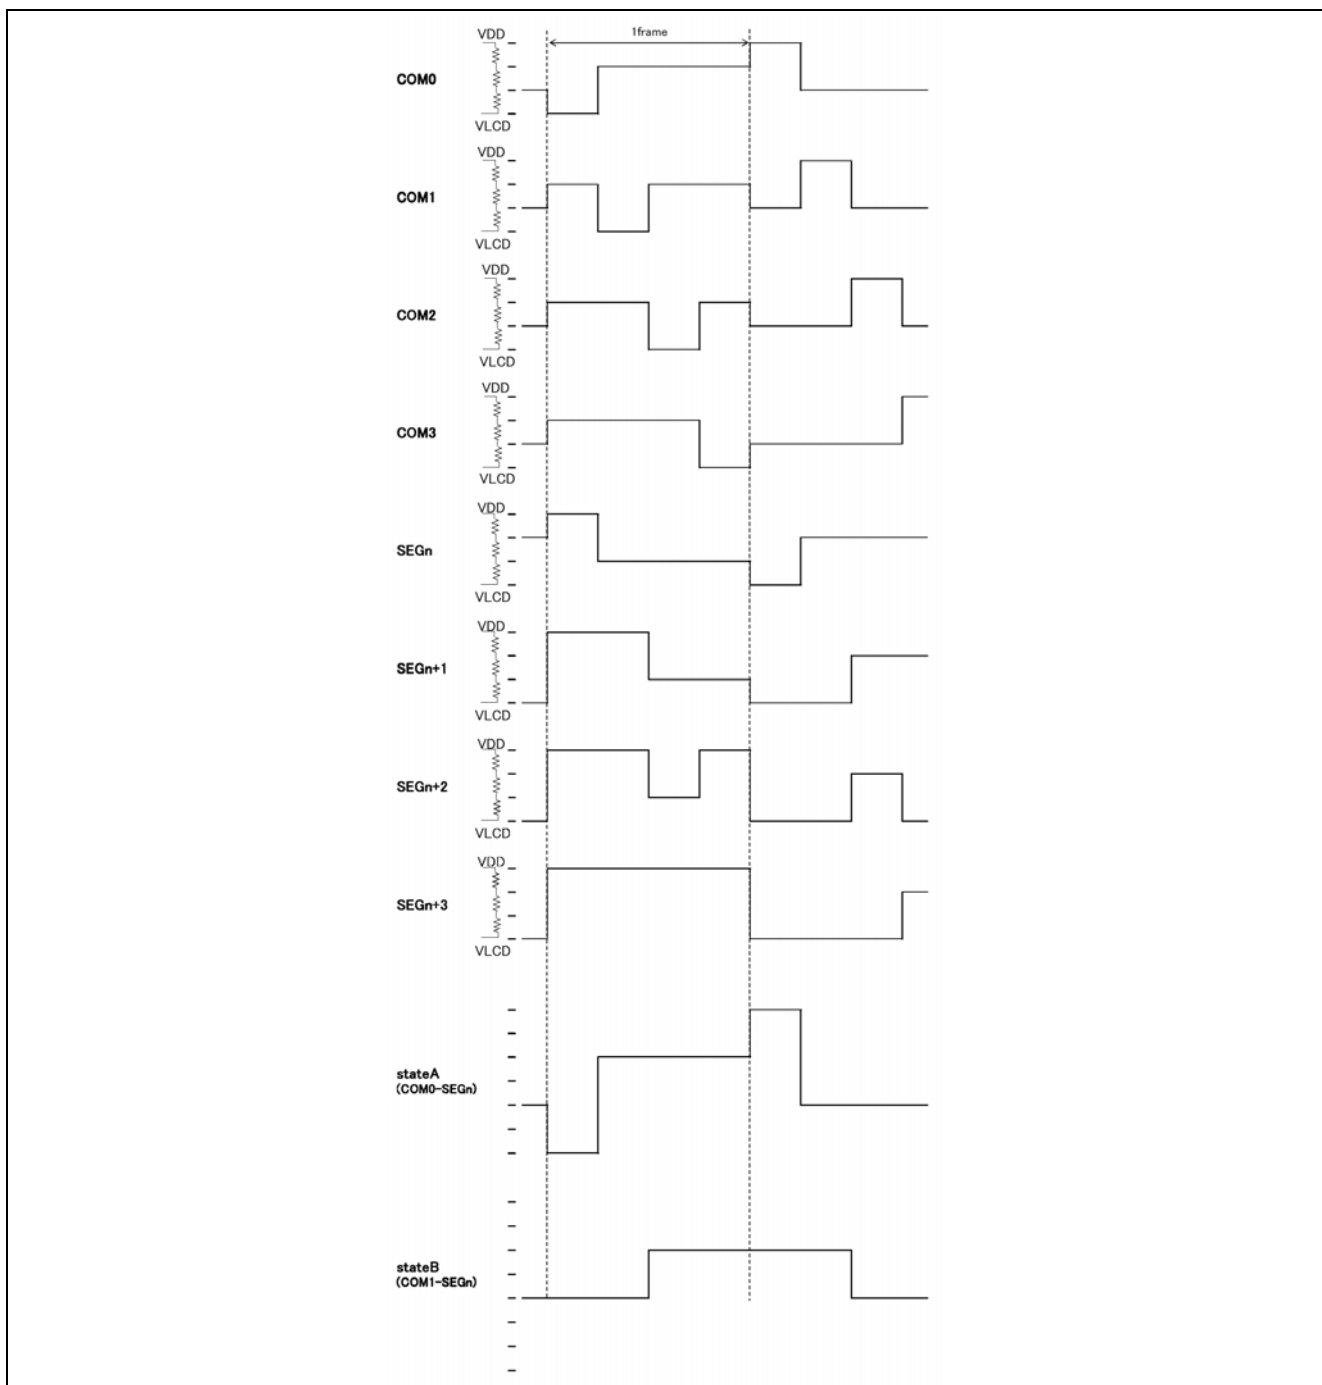 1frame
VDD
COM0
VLCD
VDD
COM1
VLCD
VDD
COM2
VLCD
VDD
COM3
VLCD
VDD
SEGn
VLCD
VDD
SEGn+1
VLCD
VDD
SEGn+2
VLCD
VDD
SEGn+3
VLCD
stateA
(COM0-SEGn)
stateB
(COM1-SEGn)